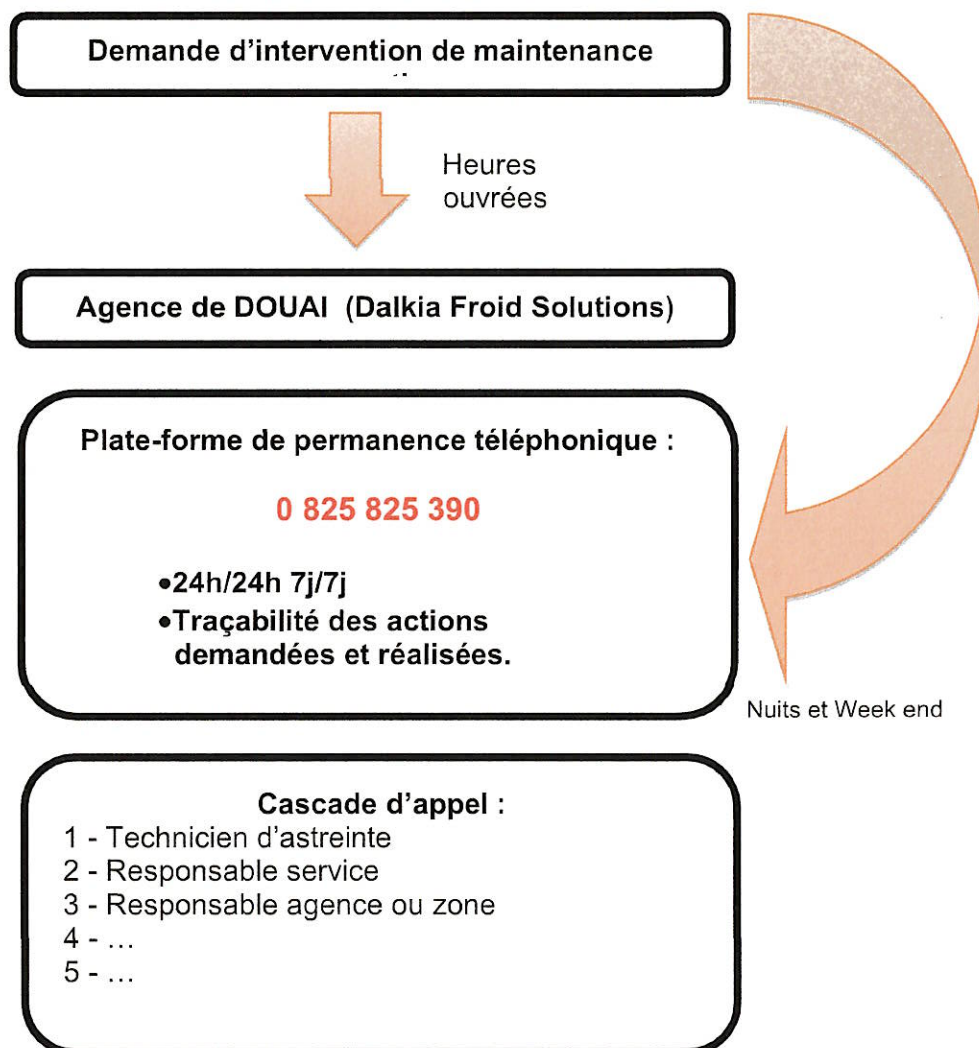 Demande d'intervention de maintenance
Heures
ouvrées
Agence de DOUAI (Dalkia Froid Solutions)
Plate-forme de permanence téléphonique :
0 825 825 390
•24h/24h 7j/7j
•Traçabilité des actions
demandées et réalisées.
Nuits et Week end
Cascade d'appel :
1 - Technicien d'astreinte
2 - Responsable service
3 - Responsable agence ou zone
4 - ...
5 - ...